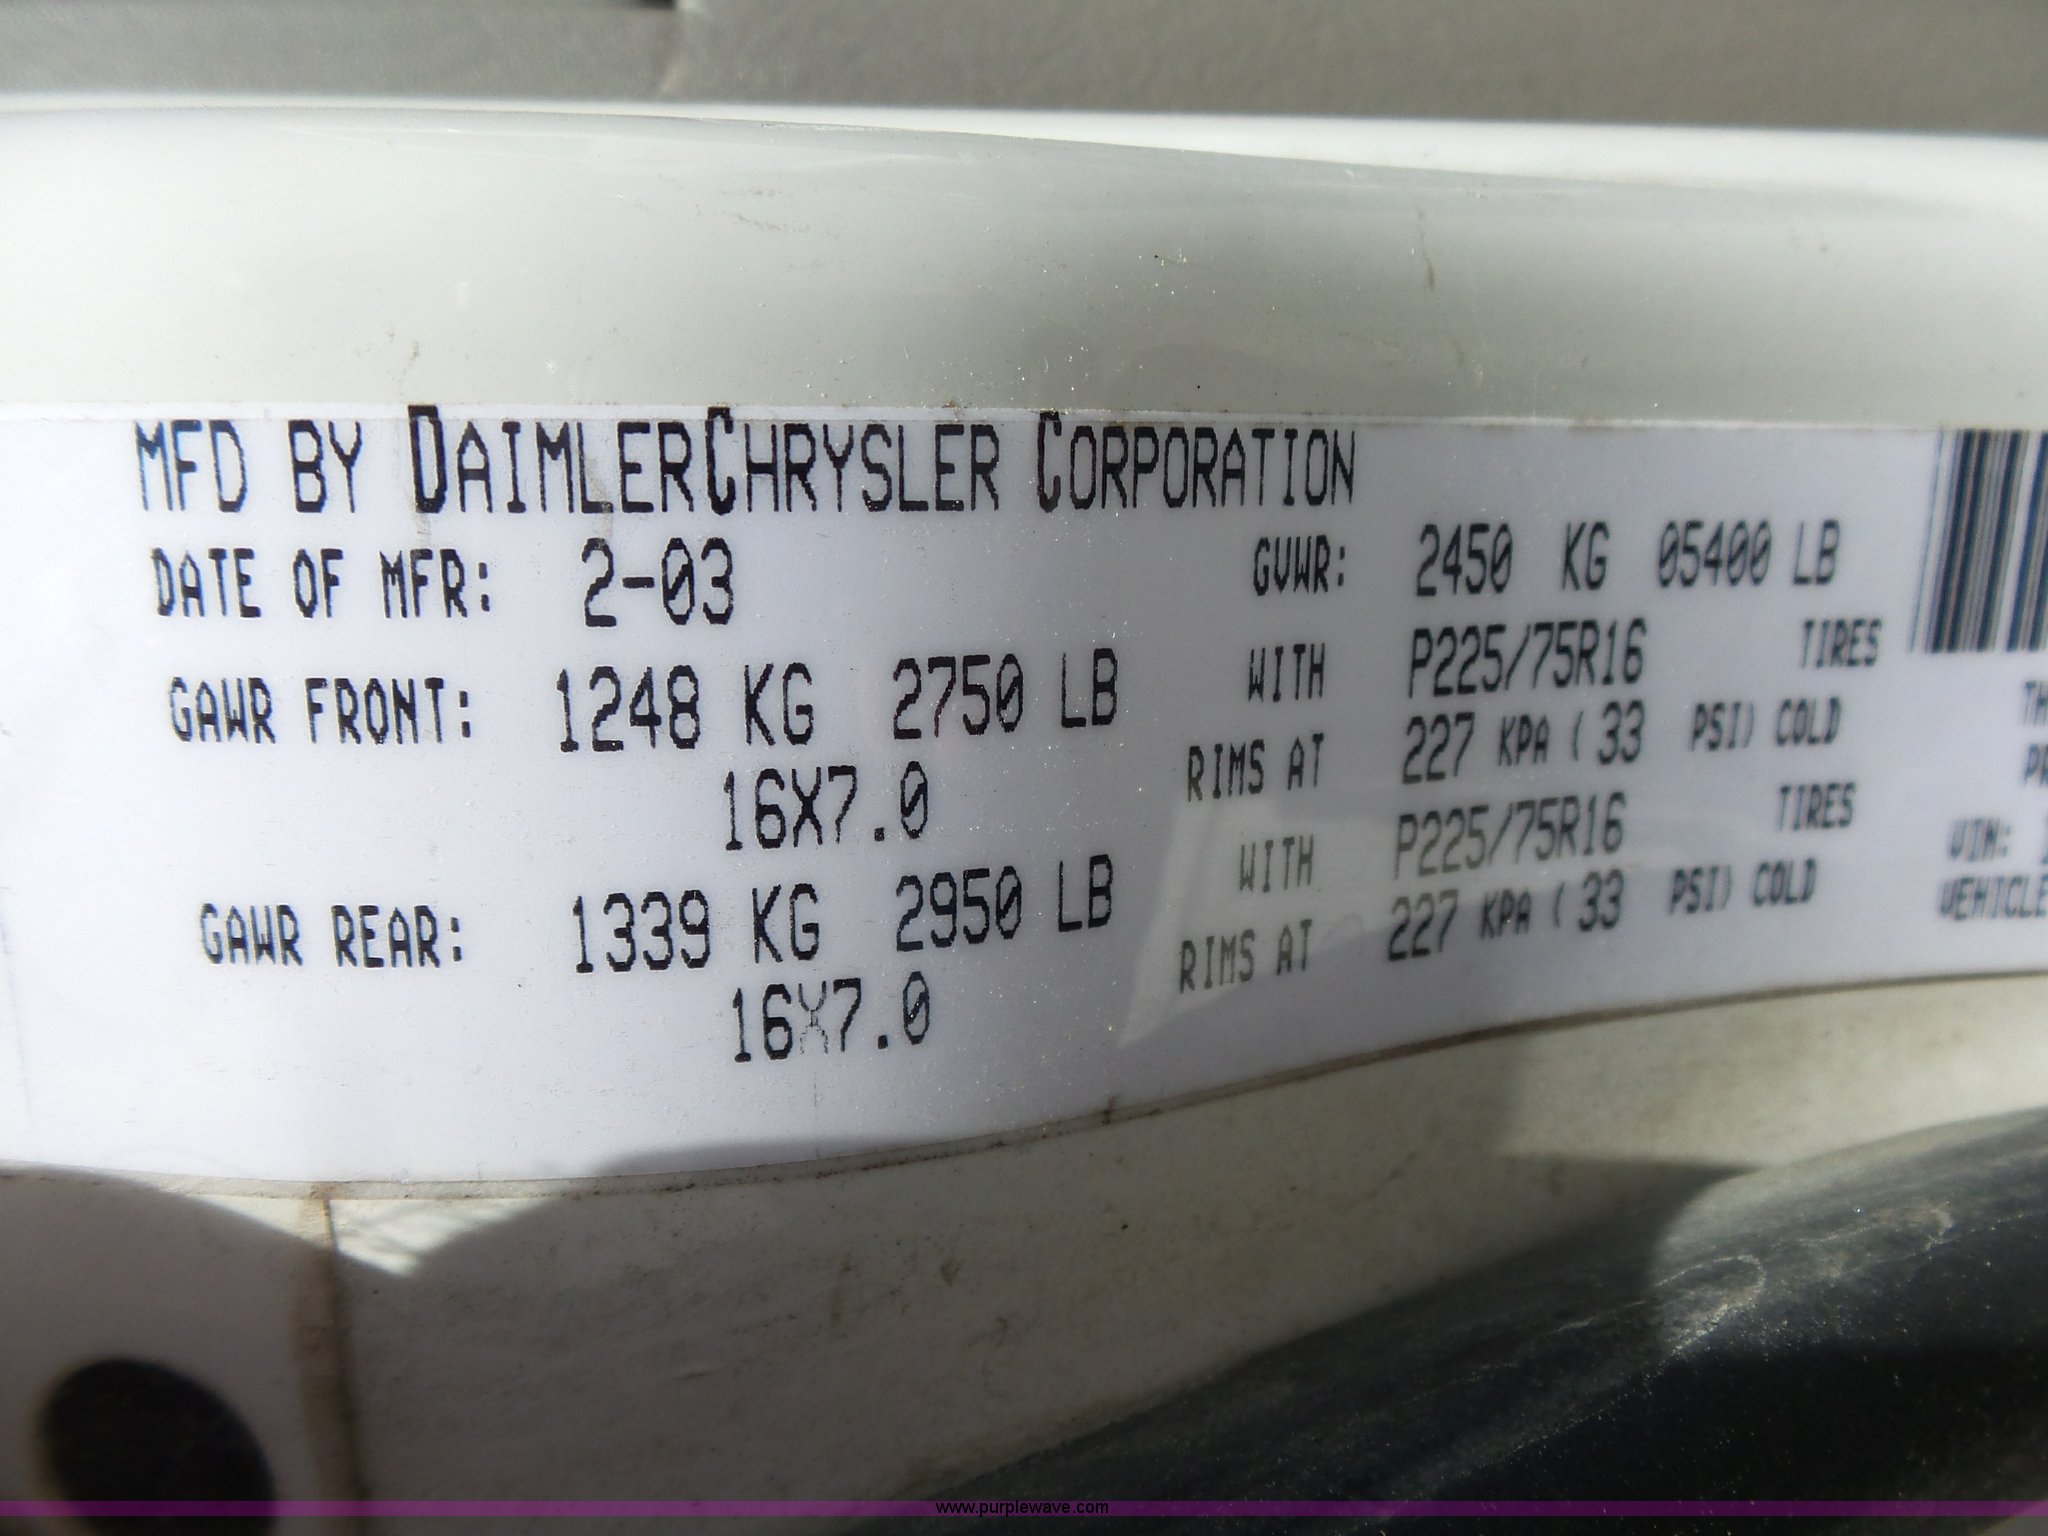 MFD BY DAIMLERCHRYSLER CORPORATION
DATE OF MFR: 2-03 GVWR: 2450 KG 05400 LB
GAWR FRONT: 1248 KG 2750 LB WITH P225/75R16 TIRES
16X7.0 RIMS AT 227 KPA ( 33 PSI) COLD
GAWR REAR: 1339 KG 2950 LB WITH P225/75R16 TIRES
16X7.0 RIMS AT 227 KPA ( 33 PSI) COLD
VIN:
VEHICLE
www.purplewave.com